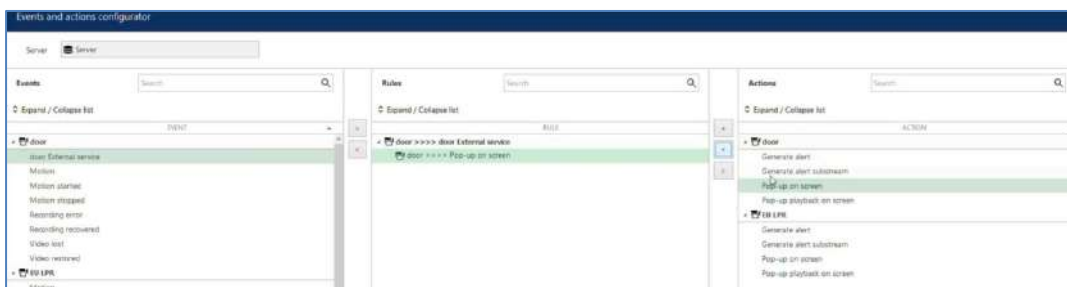 Events and actions configurator
Server Server
Events Search
Expand / Collapse list
EVENT
door
door External service
Motion
Motion started
Motion stopped
Recording error
Recording recovered
Video lost
Video restored
EU LPR
Motion
Rules Search
Expand / Collapse list
RULE
door >>>> door External service
door >>>> Pop-up on screen
Actions Search
Expand / Collapse list
ACTION
door
Generate alert
Generate alert substream
Pop-up on screen
Pop-up playback on screen
EU LPR
Generate alert
Generate alert substream
Pop-up on screen
Pop-up playback on screen